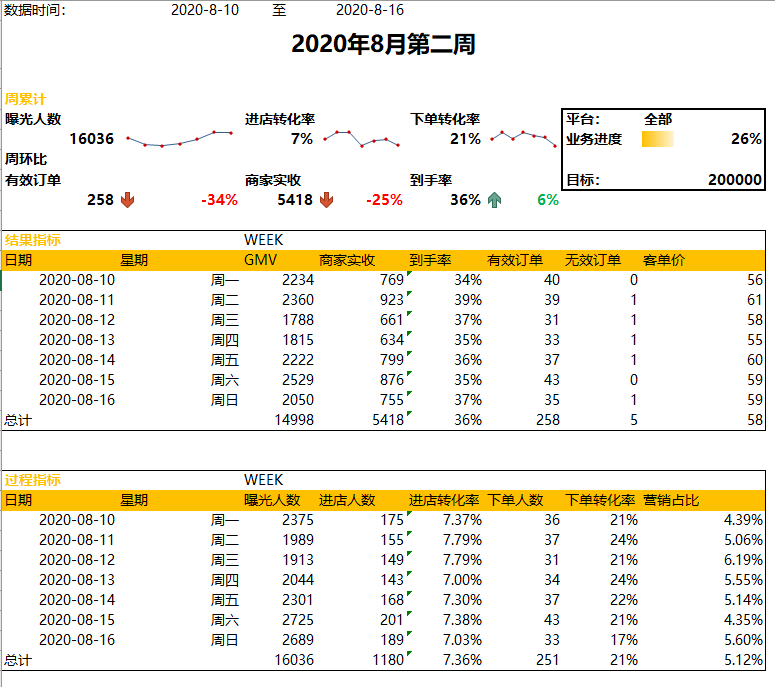 数据时间： 2020-8-10 至 2020-8-16
2020年8月第二周
周累计
曝光人数 进店转化率 下单转化率 平台： 全部
16036 7% 21% 业务进度 26%
周环比
有效订单 商家实收 到手率 目标： 200000
258 -34% 5418 -25% 36% 6%
结果指标 WEEK
日期 星期 GMV 商家实收 到手率 有效订单 无效订单 客单价
2020-08-10 周一 2234 769 34% 40 0 56
2020-08-11 周二 2360 923 39% 39 1 61
2020-08-12 周三 1788 661 37% 31 1 58
2020-08-13 周四 1815 634 35% 33 1 55
2020-08-14 周五 2222 799 36% 37 1 60
2020-08-15 周六 2529 876 35% 43 0 59
2020-08-16 周日 2050 755 37% 35 1 59
总计 14998 5418 36% 258 5 58
过程指标 WEEK
日期 星期 曝光人数 进店人数 进店转化率 下单人数 下单转化率 营销占比
2020-08-10 周一 2375 175 7.37% 36 21% 4.39%
2020-08-11 周二 1989 155 7.79% 37 24% 5.06%
2020-08-12 周三 1913 149 7.79% 31 21% 6.19%
2020-08-13 周四 2044 143 7.00% 34 24% 5.55%
2020-08-14 周五 2301 168 7.30% 37 22% 5.14%
2020-08-15 周六 2725 201 7.38% 43 21% 4.35%
2020-08-16 周日 2689 189 7.03% 33 17% 5.60%
总计 16036 1180 7.36% 251 21% 5.12%